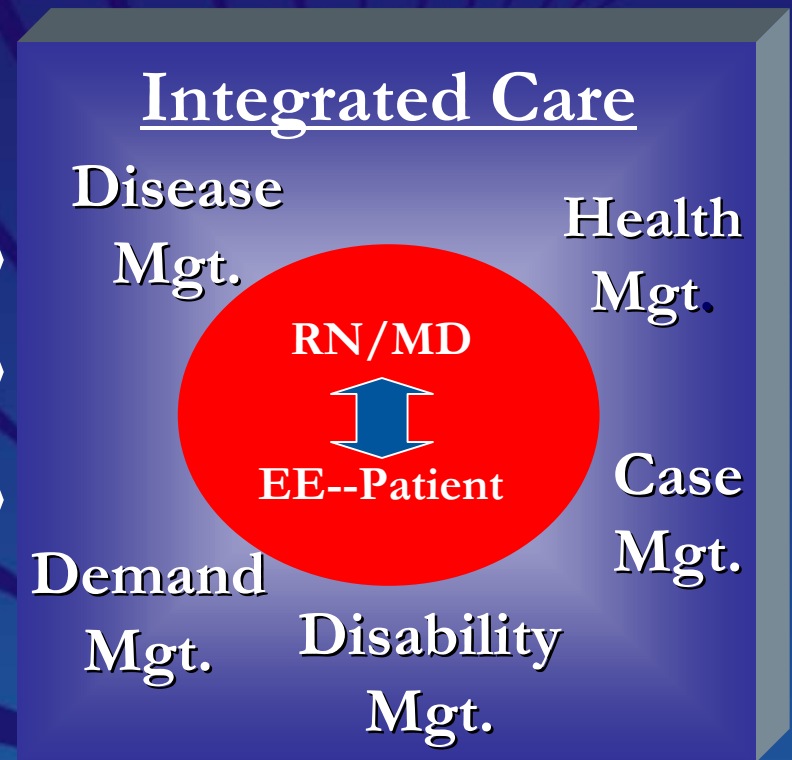 Integrated Care
Disease
Mgt.
Health
Mgt.
RN/MD
EE--Patient
Case
Mgt.
Demand
Mgt.
Disability
Mgt.